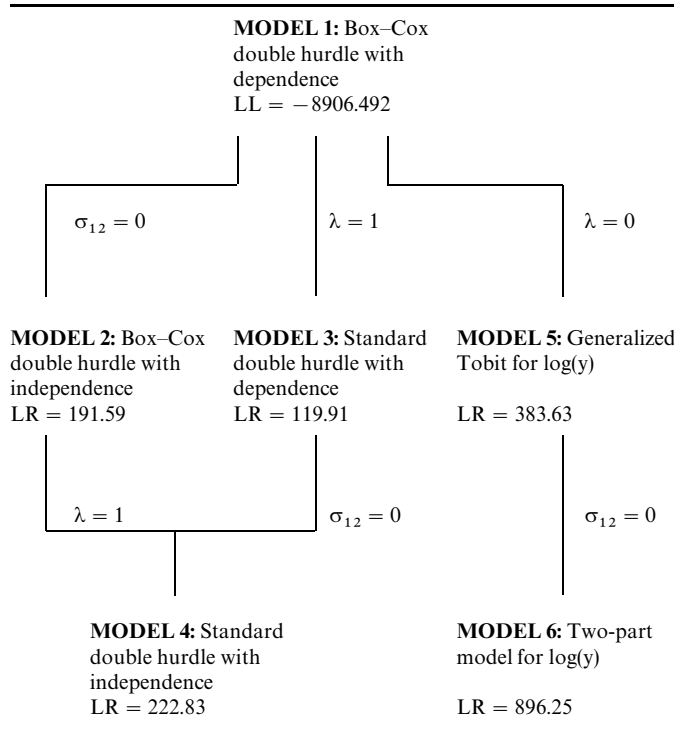 MODEL 1: Box–Cox
double hurdle with
dependence
LL = −8906.492
σ₁₂ = 0
λ = 1
λ = 0
MODEL 2: Box–Cox
double hurdle with
independence
LR = 191.59
MODEL 3: Standard
double hurdle with
dependence
LR = 119.91
MODEL 5: Generalized
Tobit for log(y)
LR = 383.63
λ = 1
σ₁₂ = 0
σ₁₂ = 0
MODEL 4: Standard
double hurdle with
independence
LR = 222.83
MODEL 6: Two-part
model for log(y)
LR = 896.25